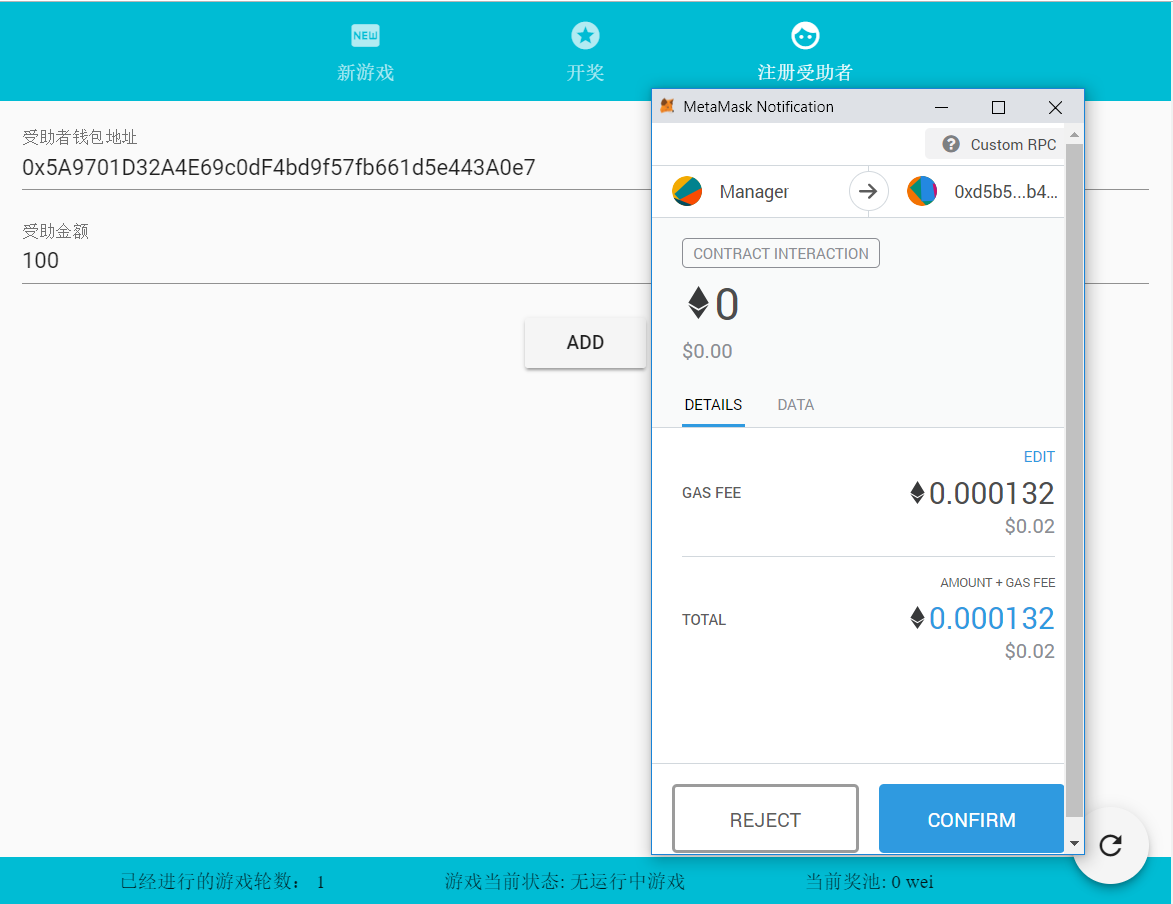 NEW
新游戏
开奖
注册受助者
受助者钱包地址
0x5A9701D32A4E69c0dF4bd9f57fb661d5e443A0e7
受助金额
100
ADD
MetaMask Notification
? Custom RPC
Manager
0xd5b5...b4...
CONTRACT INTERACTION
0
$0.00
DETAILS DATA
EDIT
GAS FEE 0.000132
$0.02
AMOUNT + GAS FEE
TOTAL 0.000132
$0.02
REJECT CONFIRM
已经进行的游戏轮数： 1 游戏当前状态: 无运行中游戏 当前奖池: 0 wei